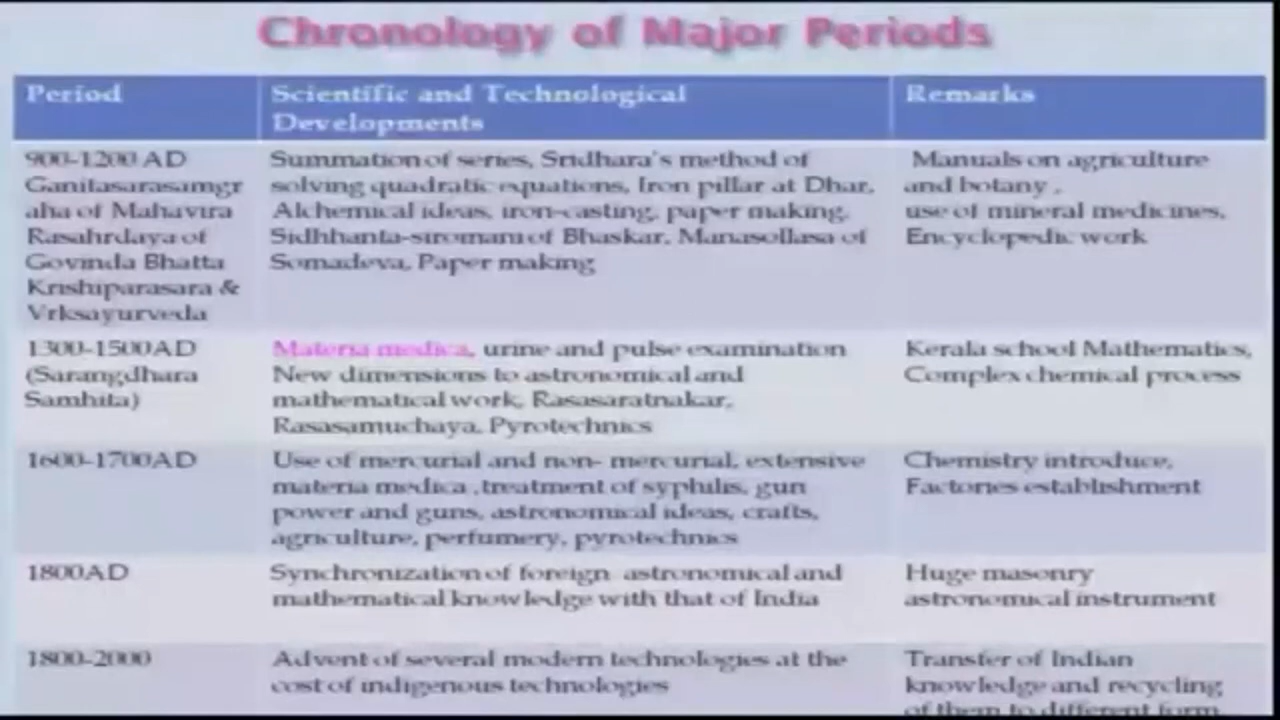 Chronology of Major Periods
Period
Scientific and Technological
Developments
Remarks
900-1200 AD
Ganitasarasamgr
aha of Mahavira
Rasahrdaya of
Govinda Bhatta
Krishiparasara &
Vrksayurveda
Summation of series, Sridhara's method of
solving quadratic equations, Iron pillar at Dhar,
Alchemical ideas, iron-casting, paper making,
Sidhhanta-siromani of Bhaskar, Manasollasa of
Somadeva, Paper making
Manuals on agriculture
and botany ,
use of mineral medicines,
Encyclopedic work
1300-1500AD
(Sarangdhara
Samhita)
Materia medica, urine and pulse examination
New dimensions to astronomical and
mathematical work, Rasasaratnakar,
Rasasamuchaya, Pyrotechnics
Kerala school Mathematics,
Complex chemical process
1600-1700AD
Use of mercurial and non- mercurial, extensive
materia medica ,treatment of syphilis, gun
power and guns, astronomical ideas, crafts,
agriculture, perfumery, pyrotechnics
Chemistry introduce,
Factories establishment
1800AD
Synchronization of foreign astronomical and
mathematical knowledge with that of India
Huge masonry
astronomical instrument
1800-2000
Advent of several modern technologies at the
cost of indigenous technologies
Transfer of Indian
knowledge and recycling
of them to different form